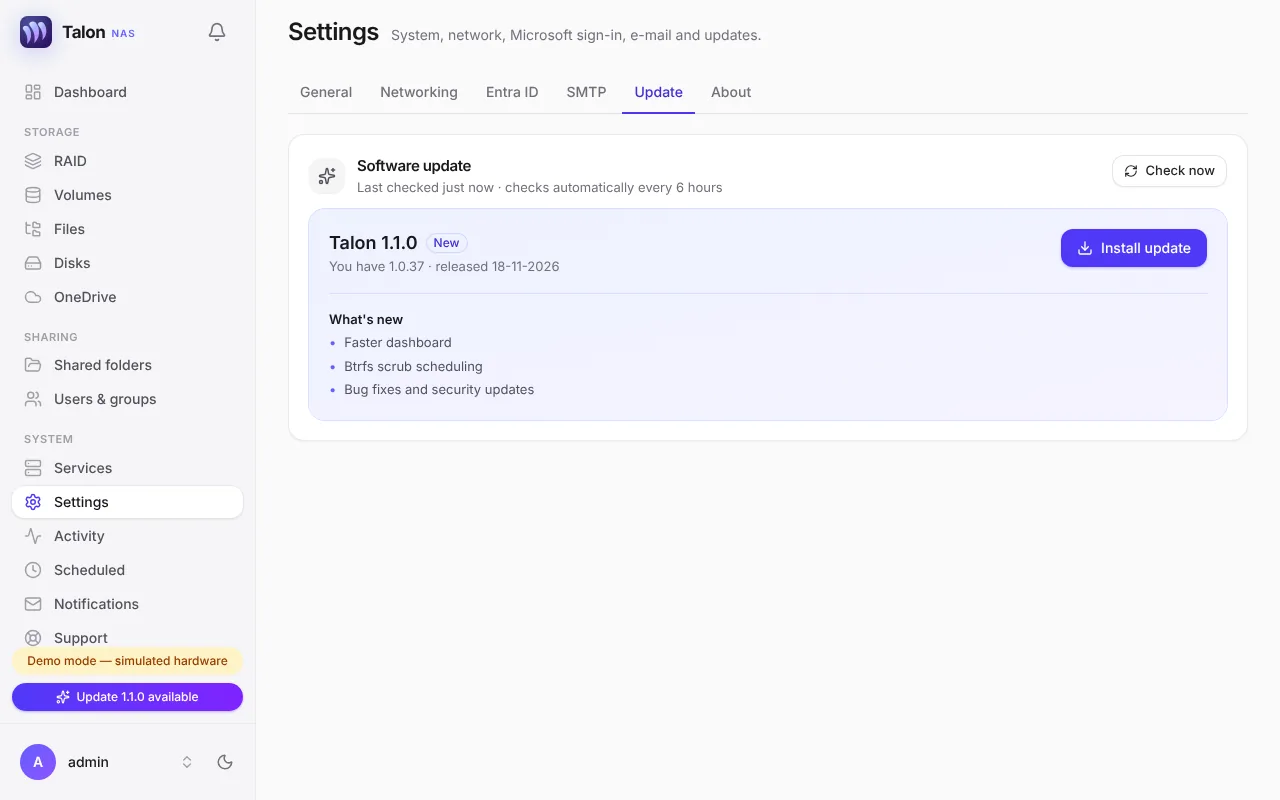 Talon NAS
Dashboard
STORAGE
RAID
Volumes
Files
Disks
OneDrive
SHARING
Shared folders
Users & groups
SYSTEM
Services
Settings
Activity
Scheduled
Notifications
Support
Demo mode — simulated hardware
Update 1.1.0 available
A admin
Settings System, network, Microsoft sign-in, e-mail and updates.
General Networking Entra ID SMTP Update About
Software update
Last checked just now · checks automatically every 6 hours
Check now
Talon 1.1.0 New
You have 1.0.37 · released 18-11-2026
Install update
What's new
• Faster dashboard
• Btrfs scrub scheduling
• Bug fixes and security updates